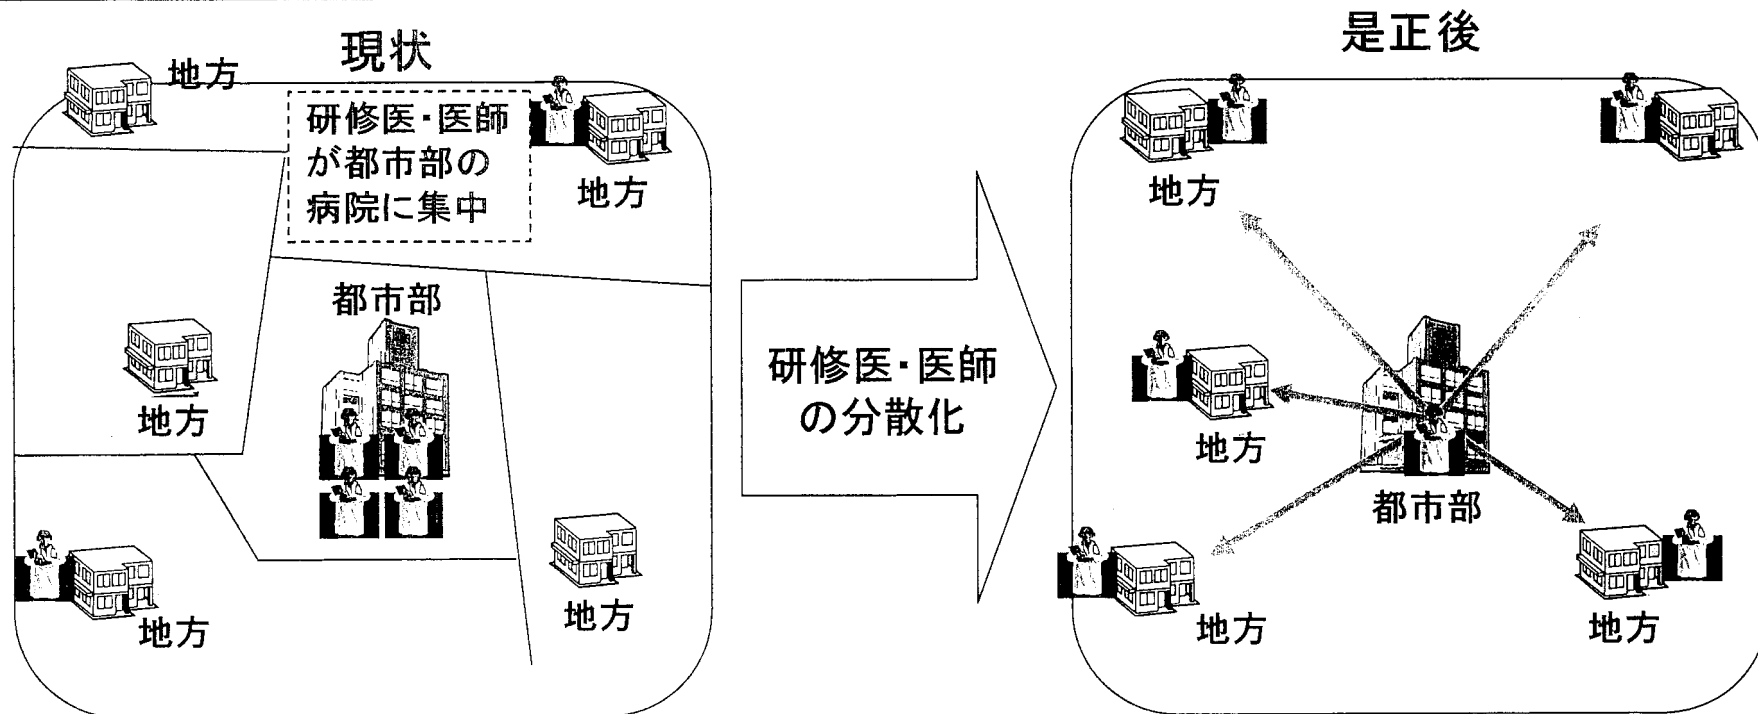 現状
地方
研修医・医師
が都市部の
病院に集中
地方
都市部
地方
地方
地方
研修医・医師
の分散化
是正後
地方
地方
都市部
地方
地方